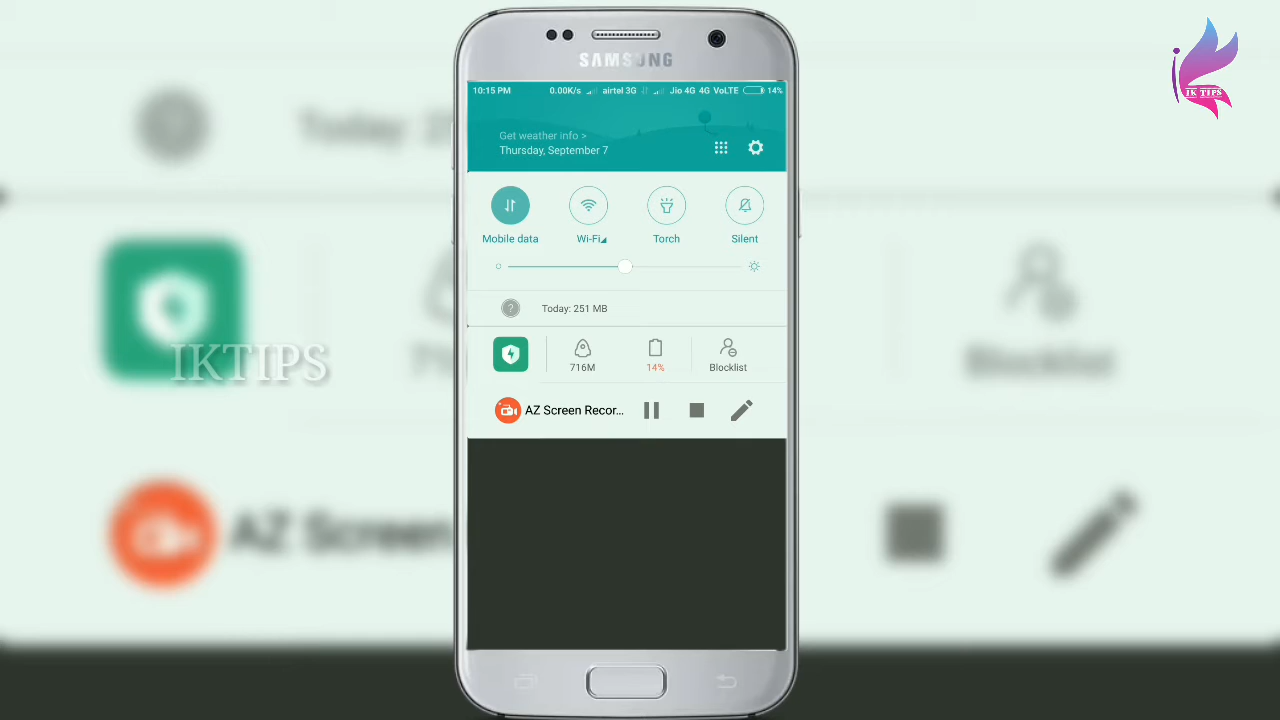 SAMSUNG
IK TIPS
10:15 PM 0.00K/s airtel 3G Jio 4G 4G VoLTE 14%
Get weather info >
Thursday, September 7
Mobile data Wi-Fi Torch Silent
? Today: 251 MB
716M 14% Blocklist
AZ Screen Recor...
IKTIPS
Today: 25
Blocklist
AZ Screen